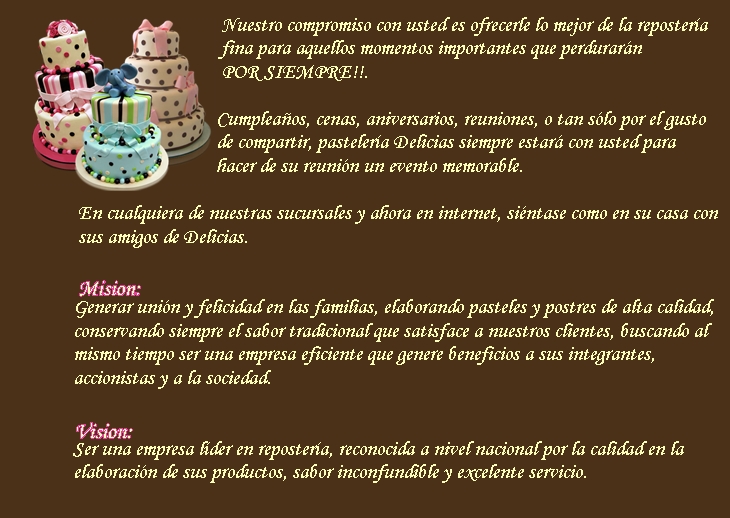 Nuestro compromiso con usted es ofrecerle lo mejor de la repostería
fina para aquellos momentos importantes que perdurarán
POR SIEMPRE!!.
Cumpleaños, cenas, aniversarios, reuniones, o tan sólo por el gusto
de compartir, pastelería Delicias siempre estará con usted para
hacer de su reunión un evento memorable.
En cualquiera de nuestras sucursales y ahora en internet, siéntase como en su casa con
sus amigos de Delicias.
Mision:
Generar unión y felicidad en las familias, elaborando pasteles y postres de alta calidad,
conservando siempre el sabor tradicional que satisface a nuestros clientes, buscando al
mismo tiempo ser una empresa eficiente que genere beneficios a sus integrantes,
accionistas y a la sociedad.
Vision:
Ser una empresa líder en repostería, reconocida a nivel nacional por la calidad en la
elaboración de sus productos, sabor inconfundible y excelente servicio.